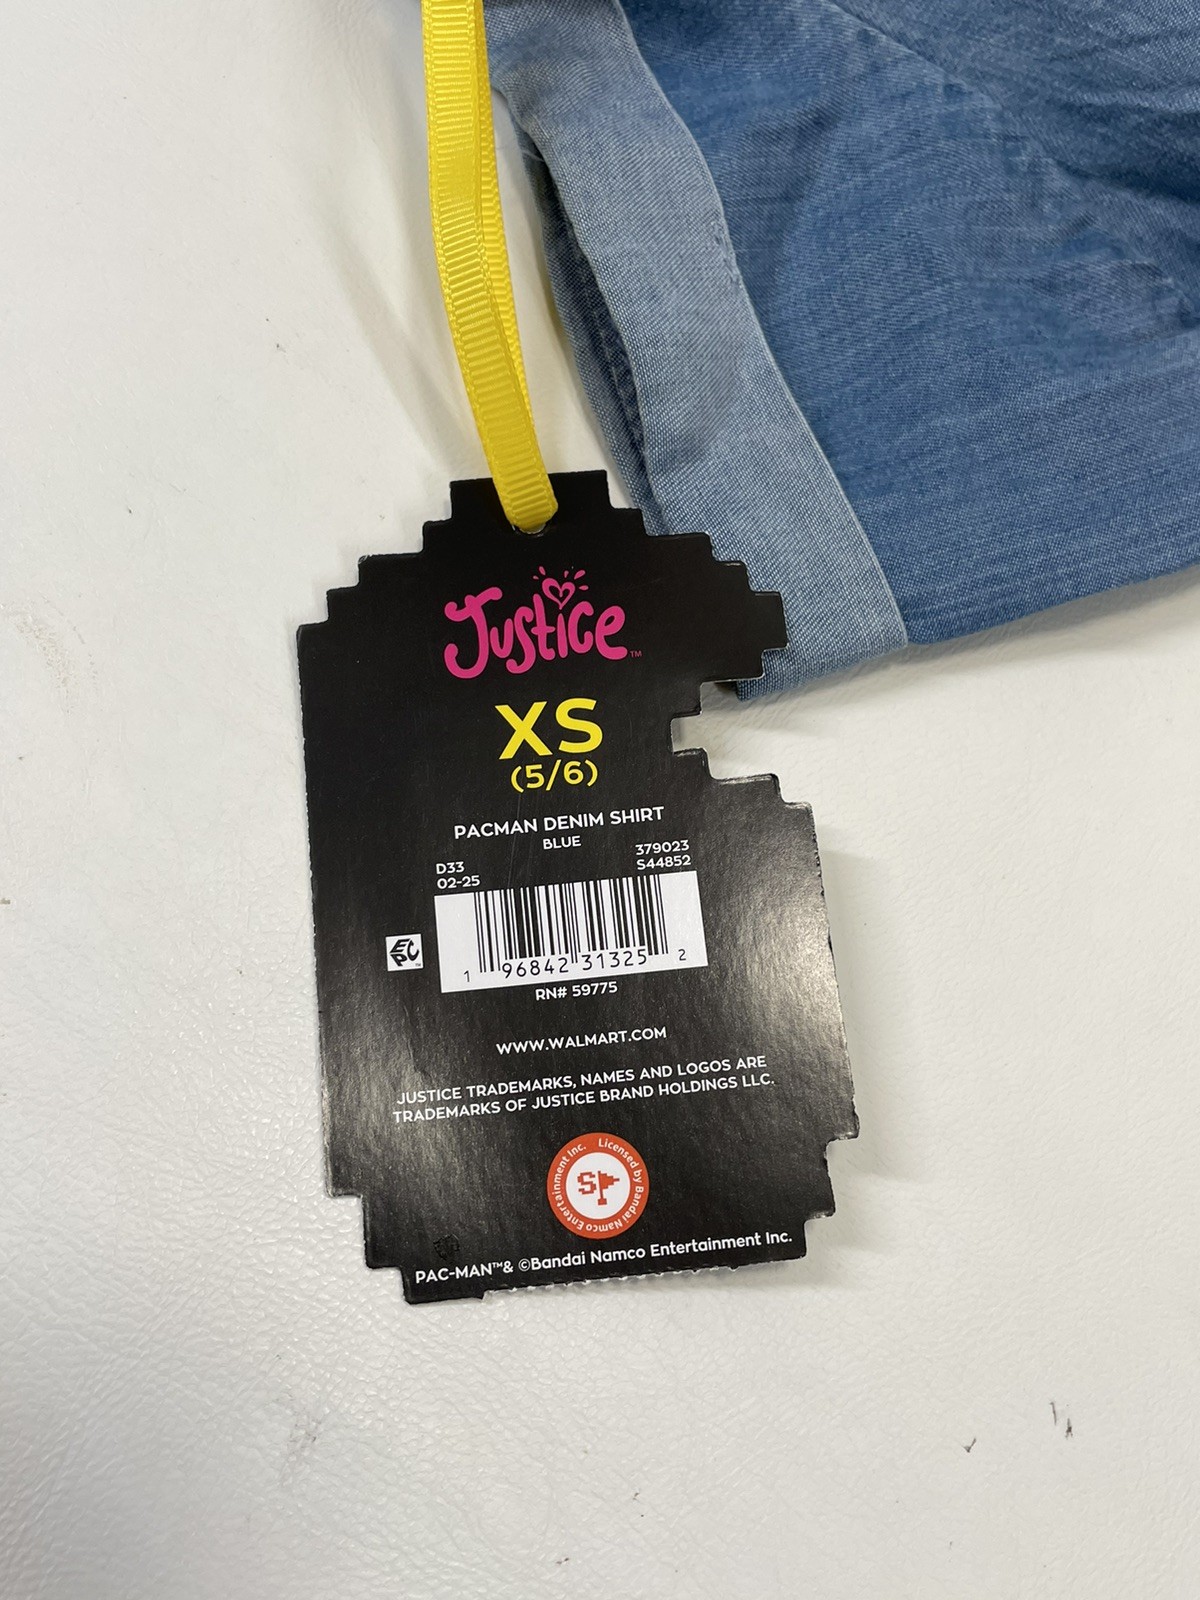 Justice™
XS
(5/6)
PACMAN DENIM SHIRT
BLUE
D33 379023
02-25 S44852
EPC™
1 96842 31325 2
RN# 59775
WWW.WALMART.COM
JUSTICE TRADEMARKS, NAMES AND LOGOS ARE
TRADEMARKS OF JUSTICE BRAND HOLDINGS LLC.
Licensed by Bandai Namco Entertainment Inc.
S
PAC-MAN™& ©Bandai Namco Entertainment Inc.